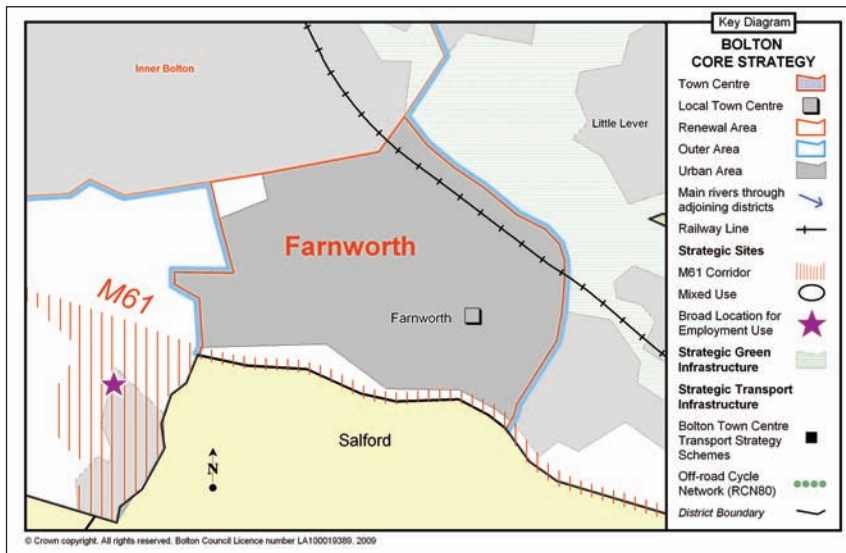 Inner Bolton
Little Lever
Farnworth
M61
Farnworth
Salford
N
Key Diagram
BOLTON
CORE STRATEGY
Town Centre
Local Town Centre
Renewal Area
Outer Area
Urban Area
Main rivers through
adjoining districts
Railway Line
Strategic Sites
M61 Corridor
Mixed Use
Broad Location for
Employment Use
Strategic Green
Infrastructure
Strategic Transport
Infrastructure
Bolton Town Centre
Transport Strategy
Schemes
Off-road Cycle
Network (RCN80)
District Boundary
© Crown copyright. All rights reserved. Bolton Council Licence number LA100019389. 2009